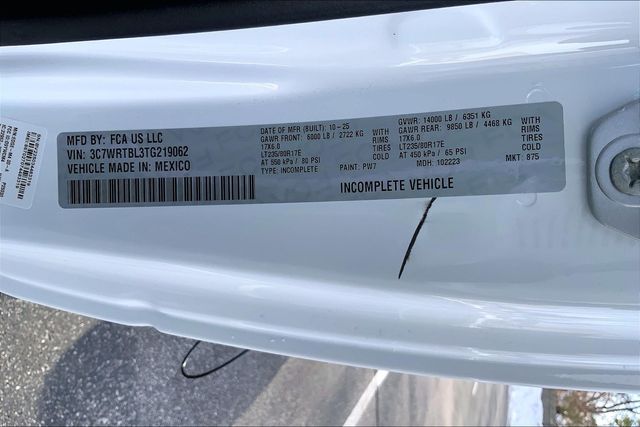 MFD BY: FCA US LLC
VIN: 3C7WRTBL3TG219062
VEHICLE MADE IN: MEXICO
DATE OF MFR (BUILT): 10-25
GAWR FRONT: 6000 LB / 2722 KG WITH
17X6.0 RIMS
LT235/80R17E TIRES
AT 550 kPa / 80 PSI COLD
TYPE: INCOMPLETE PAINT: PW7
GVWR: 14000 LB / 6351 KG
GAWR REAR: 9850 LB / 4468 KG WITH
17X6.0 RIMS
LT235/80R17E TIRES
AT 450 kPa / 65 PSI COLD
MDH: 102223 MKT: 875
INCOMPLETE VEHICLE